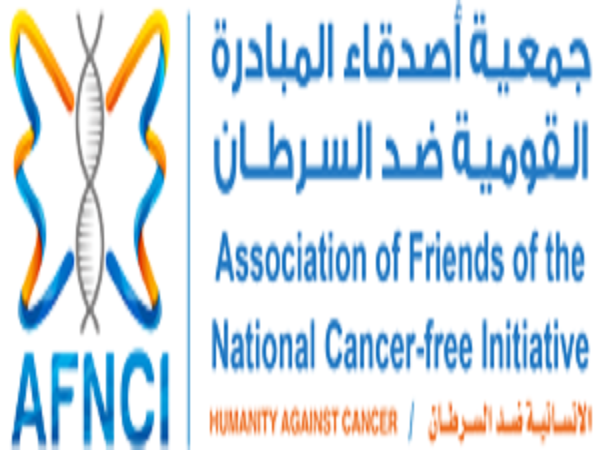 جمعية أصدقاء المبادرة
القومية ضد السرطان
Association of Friends of the
National Cancer-free Initiative
AFNCI
HUMANITY AGAINST CANCER / الانسانية ضد السرطان